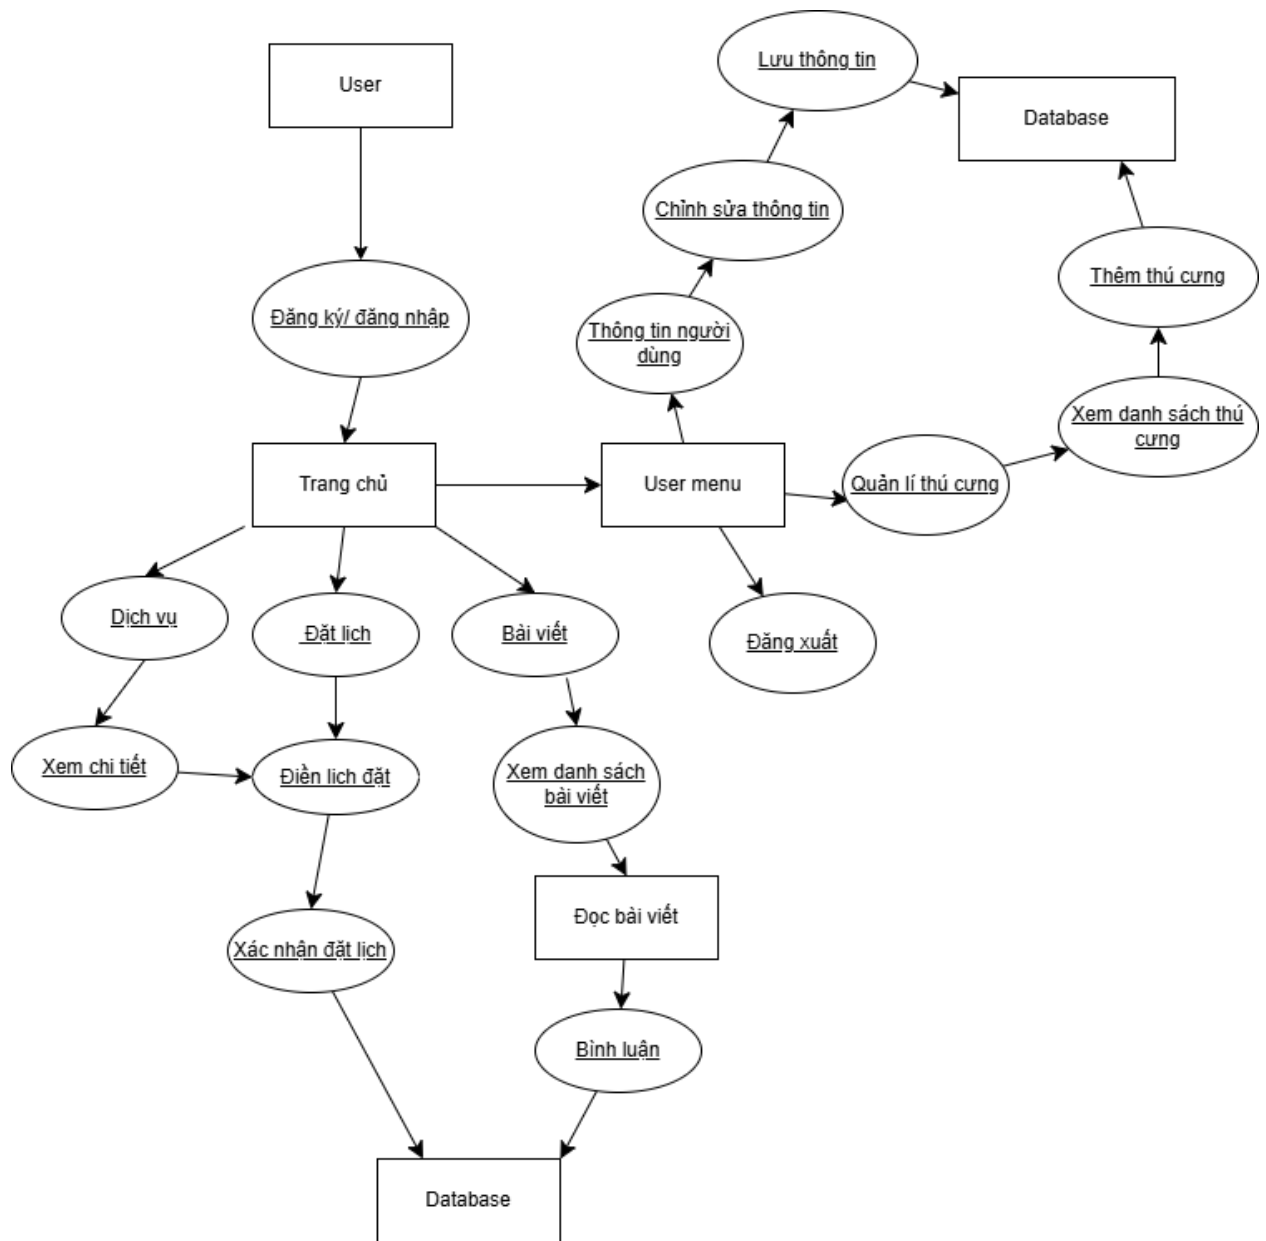 User
Lưu thông tin
Database
Chỉnh sửa thông tin
Đăng ký/ đăng nhập
Thêm thú cưng
Thông tin người
dùng
Xem danh sách thú
cưng
Trang chủ
User menu
Quản lí thú cưng
Dịch vụ
Đặt lịch
Bài viết
Đăng xuất
Xem chi tiết
Điền lich đặt
Xem danh sách
bài viết
Đọc bài viết
Xác nhận đặt lịch
Bình luận
Database